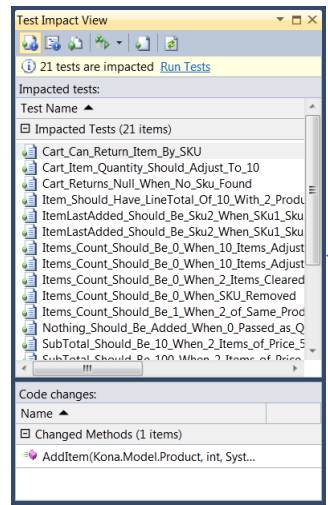 Test Impact View
21 tests are impacted Run Tests
Impacted tests:
Test Name
Impacted Tests (21 items)
Cart_Can_Return_Item_By_SKU
Cart_Item_Quantity_Should_Adjust_To_10
Cart_Returns_Null_When_No_Sku_Found
Item_Should_Have_LineTotal_Of_10_With_2_Produ
ItemLastAdded_Should_Be_Sku2_When_SKu1_Sku
ItemLastAdded_Should_Be_Sku2_When_SKu1_Sku
Items_Count_Should_Be_0_When_10_Items_Adjust
Items_Count_Should_Be_0_When_10_Items_Adjust
Items_Count_Should_Be_0_When_2_Items_Cleared
Items_Count_Should_Be_0_When_SKU_Removed
Items_Count_Should_Be_1_When_2_of_Same_Prod
Nothing_Should_Be_Added_When_0_Passed_as_Q
SubTotal_Should_Be_10_When_2_Items_of_Price_5
SubTotal_Should_Be_100_When_2_Items_of_Price
Code changes:
Name
Changed Methods (1 items)
AddItem(Kona.Model.Product, int, Syst...